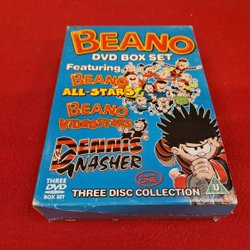 BEANO
DVD BOX SET
Featuring
BEANO
ALL-STARS
BEANO
VIDEOSTARS
DENNIS
GNASHER
THREE
DVD
BOX SET
U
THREE DISC COLLECTION